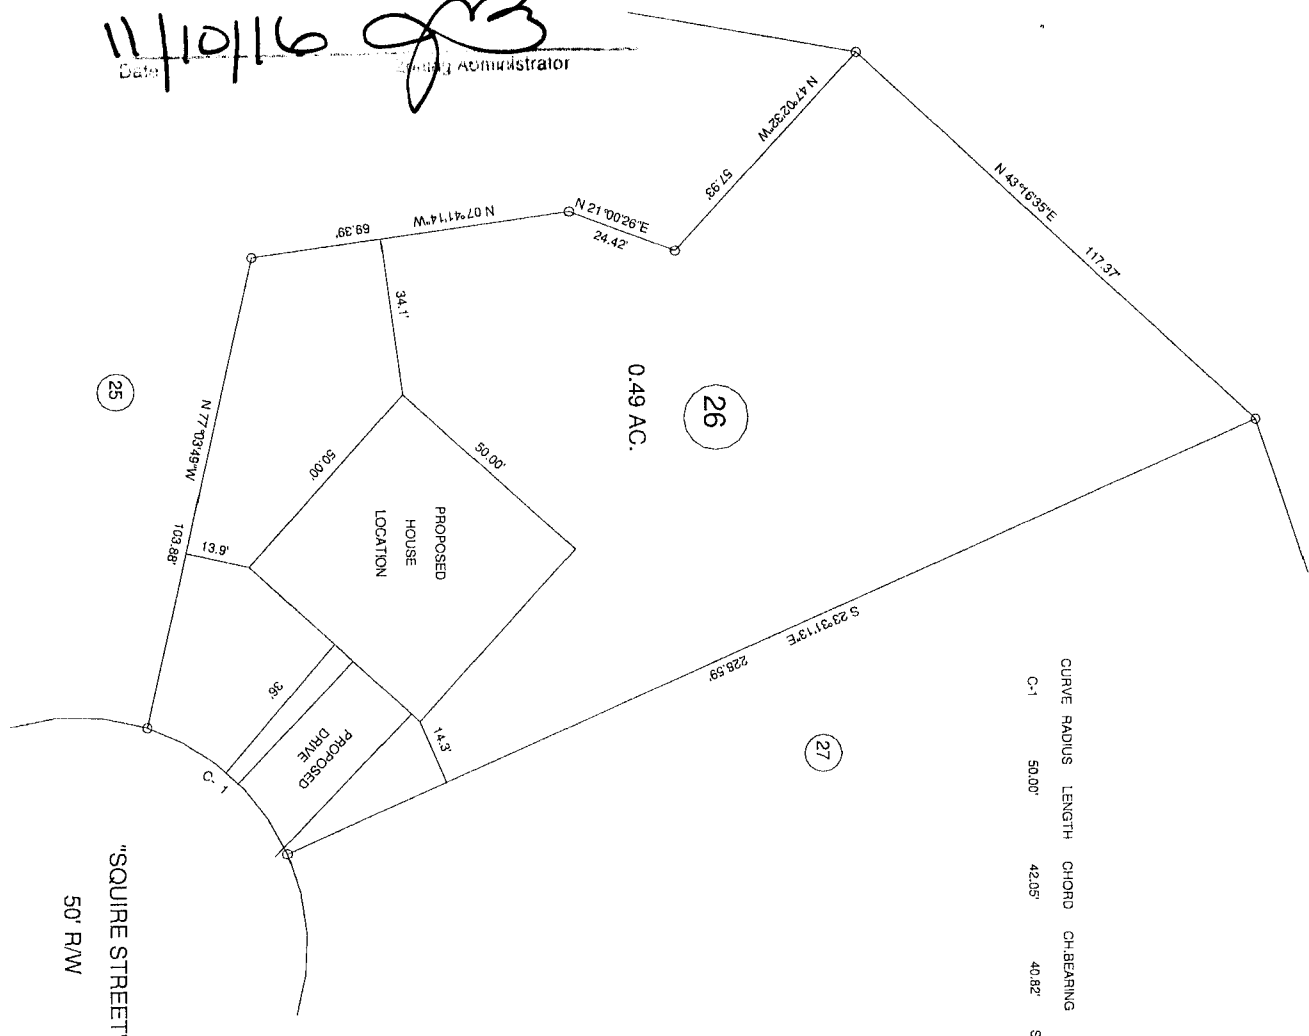 11/10/16
Date
Zoning Administrator
N 47°02'32"W
57.93'
N 43°16'35"E
117.37'
N 21°00'26"E
24.42'
N 07°41'14"W
69.39'
34.1'
25
N 77°03'49"W
103.88'
13.9'
50.00'
50.00'
PROPOSED
HOUSE
LOCATION
26
0.49 AC.
S 23°31'13"E
228.59'
27
14.3'
36'
PROPOSED
DRIVE
C- 1
"SQUIRE STREET"
50' R/W
CURVE RADIUS LENGTH CHORD CH.BEARING
C-1 50.00' 42.05' 40.82' S